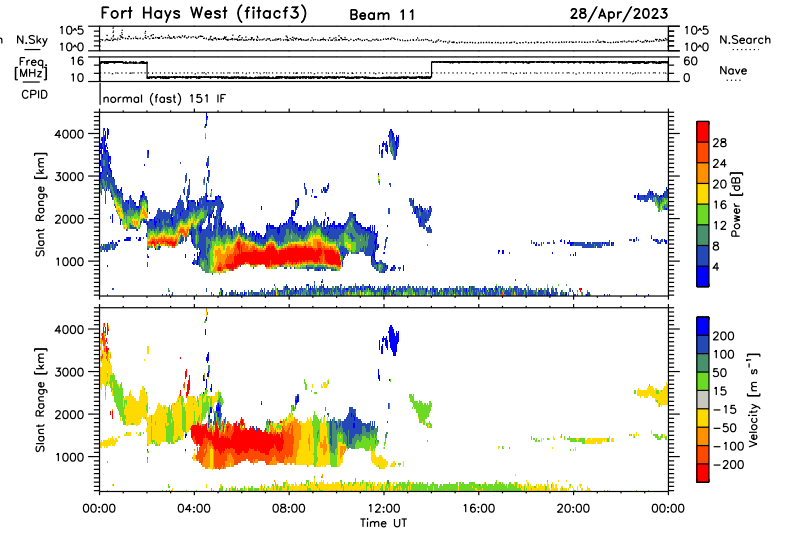 Fort Hays West (fitacf3) Beam 11 28/Apr/2023
n N.Sky 10^5 10^0 10^5 10^0 N.Search
Freq. [MHz] 16 10 60 0 Nave
CPID normal (fast) 151 IF
Slant Range [km] 4000 3000 2000 1000
28 24 20 16 12 8 4 Power [dB]
Slant Range [km] 4000 3000 2000 1000
200 100 50 15 −15 −50 −100 −200 Velocity [m s⁻¹]
00:00 04:00 08:00 12:00 16:00 20:00 00:00
Time UT